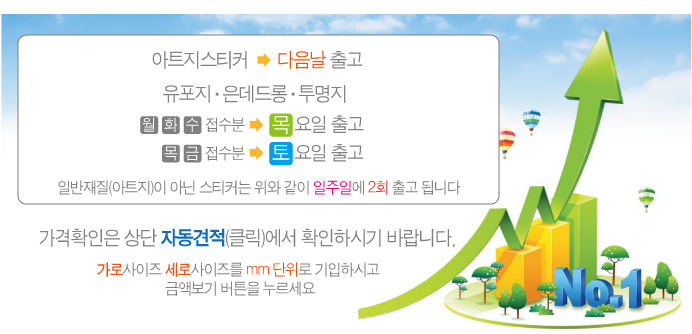 아트지스티커 ➡ 다음날 출고
유포지·은데드롱·투명지
월 화 수 접수분 ➡ 목요일 출고
목 금 접수분 ➡ 토요일 출고
일반재질(아트지)이 아닌 스티커는 위와 같이 일주일에 2회 출고 됩니다
가격확인은 상단 자동견적(클릭)에서 확인하시기 바랍니다.
가로사이즈 세로사이즈를 mm 단위로 기입하시고
금액보기 버튼을 누르세요
No.1